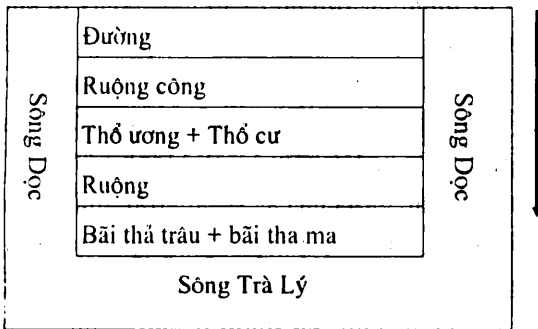 Đường
Ruộng công
Thổ ương + Thổ cư
Ruộng
Bãi thả trâu + bãi tha ma
Sông Dọc
Sông Dọc
Sông Trà Lý